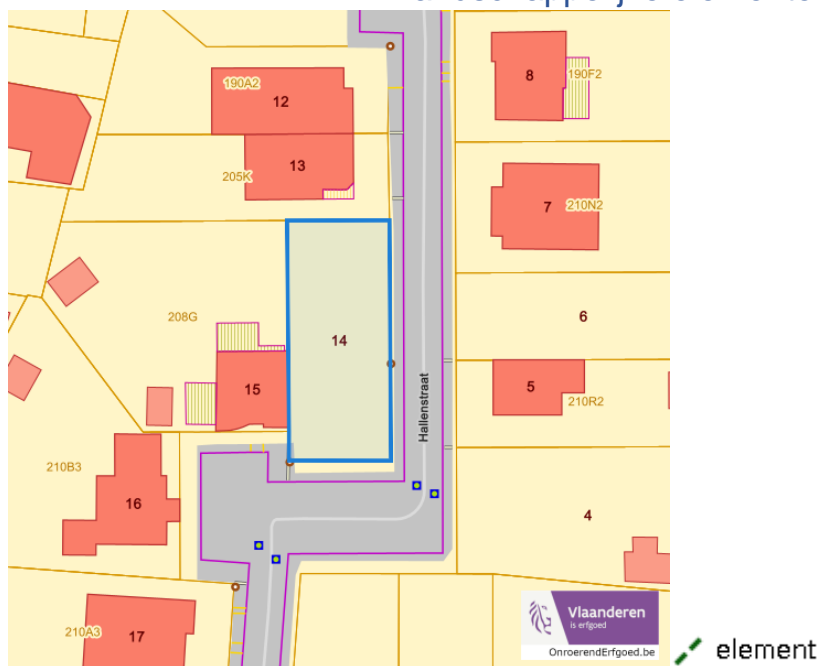 8
190F2
190A2
12
13
205K
7
210N2
208G
14
6
15
5
210R2
Hallenstraat
210B3
16
4
210A3
17
Vlaanderen
is erfgoed
OnroerendErfgoed.be
element